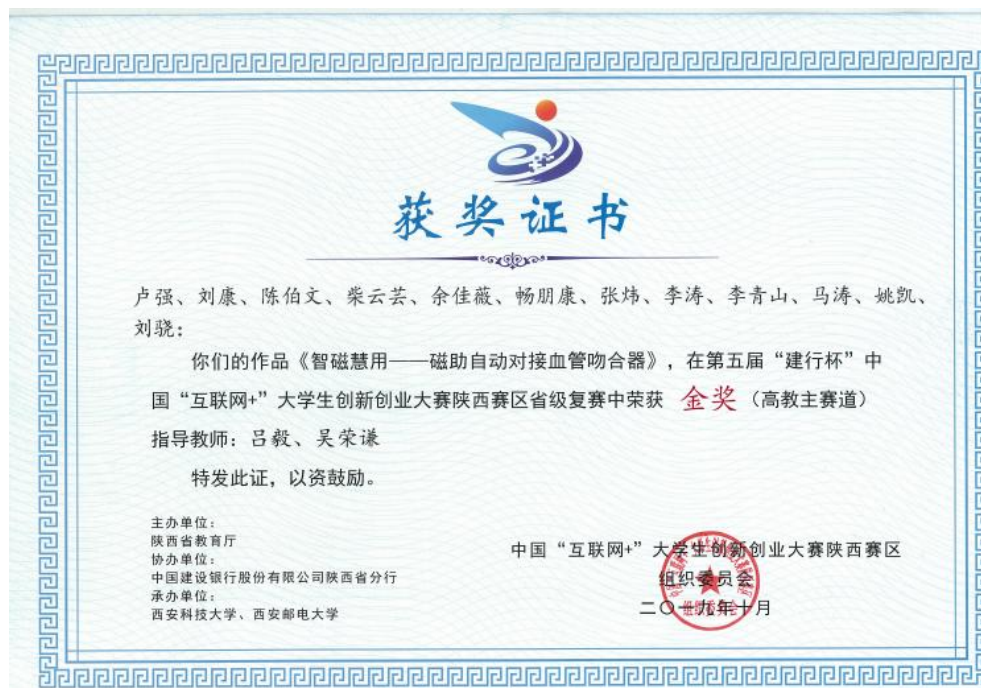 获奖证书
卢强、刘康、陈伯文、柴云芸、余佳薇、畅朋康、张炜、李涛、李青山、马涛、姚凯、
刘骁:
你们的作品《智磁慧用——磁助自动对接血管吻合器》，在第五届“建行杯”中
国“互联网+”大学生创新创业大赛陕西赛区省级复赛中荣获 金奖（高教主赛道）
指导教师：吕毅、吴荣谦
特发此证，以资鼓励。
主办单位：
陕西省教育厅
协办单位：
中国建设银行股份有限公司陕西省分行
承办单位：
西安科技大学、西安邮电大学
中国“互联网+”大学生创新创业大赛陕西赛区
组织委员会
二〇一九年十月